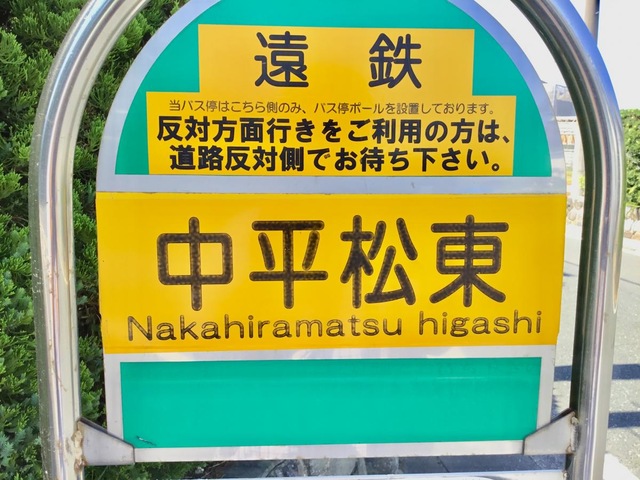 遠鉄
当バス停はこちら側のみ、バス停ポールを設置しております。
反対方面行きをご利用の方は、
道路反対側でお待ち下さい。
中平松東
Nakahiramatsu higashi